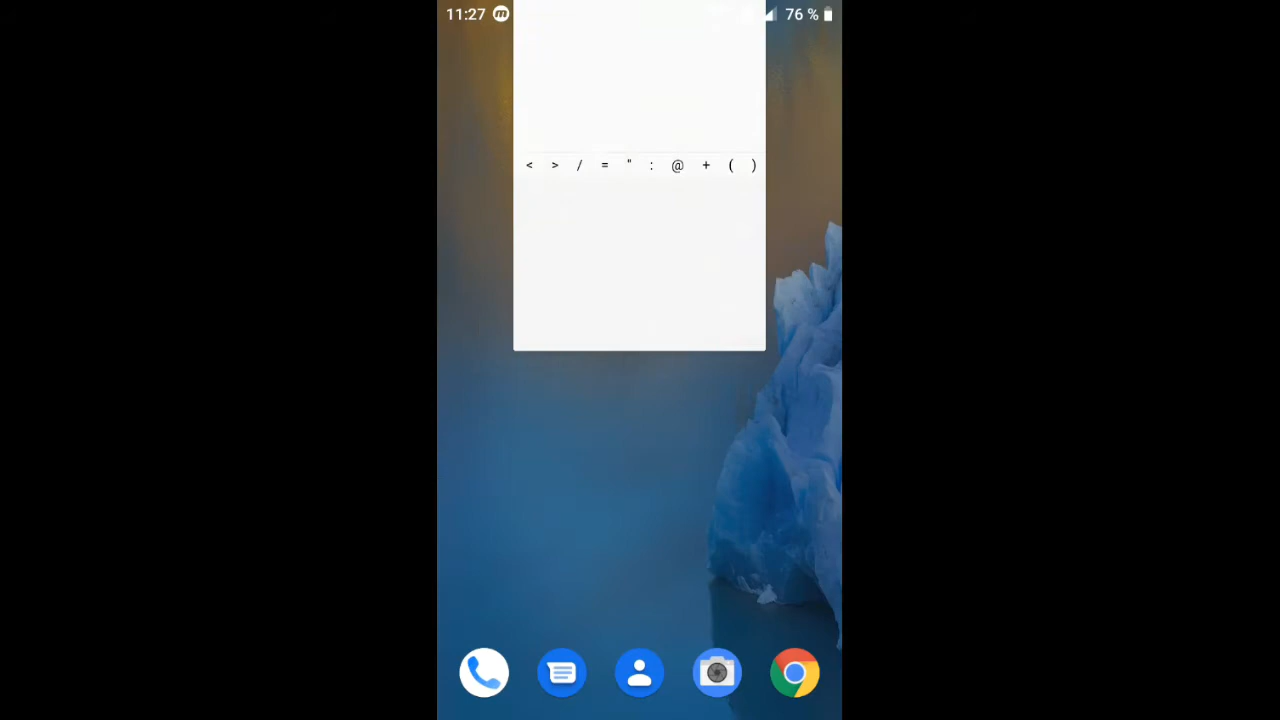 11:27 m 76 %
< > / = " : @ + ( )